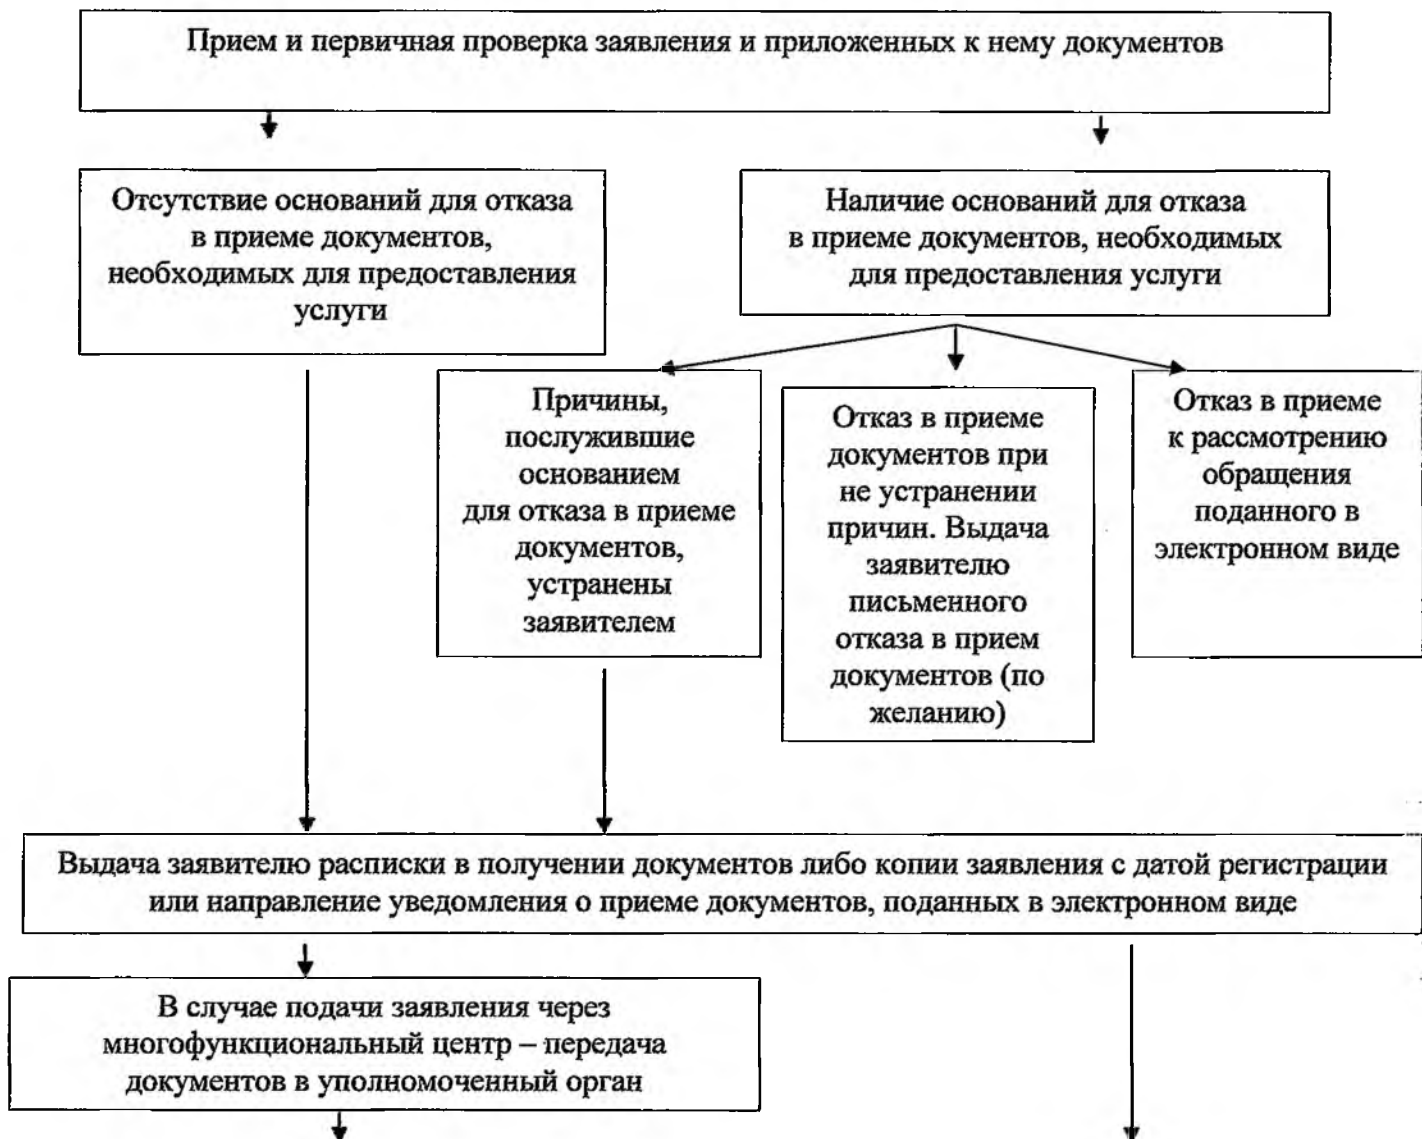 Прием и первичная проверка заявления и приложенных к нему документов
Отсутствие оснований для отказа
в приеме документов,
необходимых для предоставления
услуги
Наличие оснований для отказа
в приеме документов, необходимых
для предоставления услуги
Причины,
послужившие
основанием
для отказа в приеме
документов,
устранены
заявителем
Отказ в приеме
документов при
не устранении
причин. Выдача
заявителю
письменного
отказа в прием
документов (по
желанию)
Отказ в приеме
к рассмотрению
обращения
поданного в
электронном виде
Выдача заявителю расписки в получении документов либо копии заявления с датой регистрации
или направление уведомления о приеме документов, поданных в электронном виде
В случае подачи заявления через
многофункциональный центр – передача
документов в уполномоченный орган